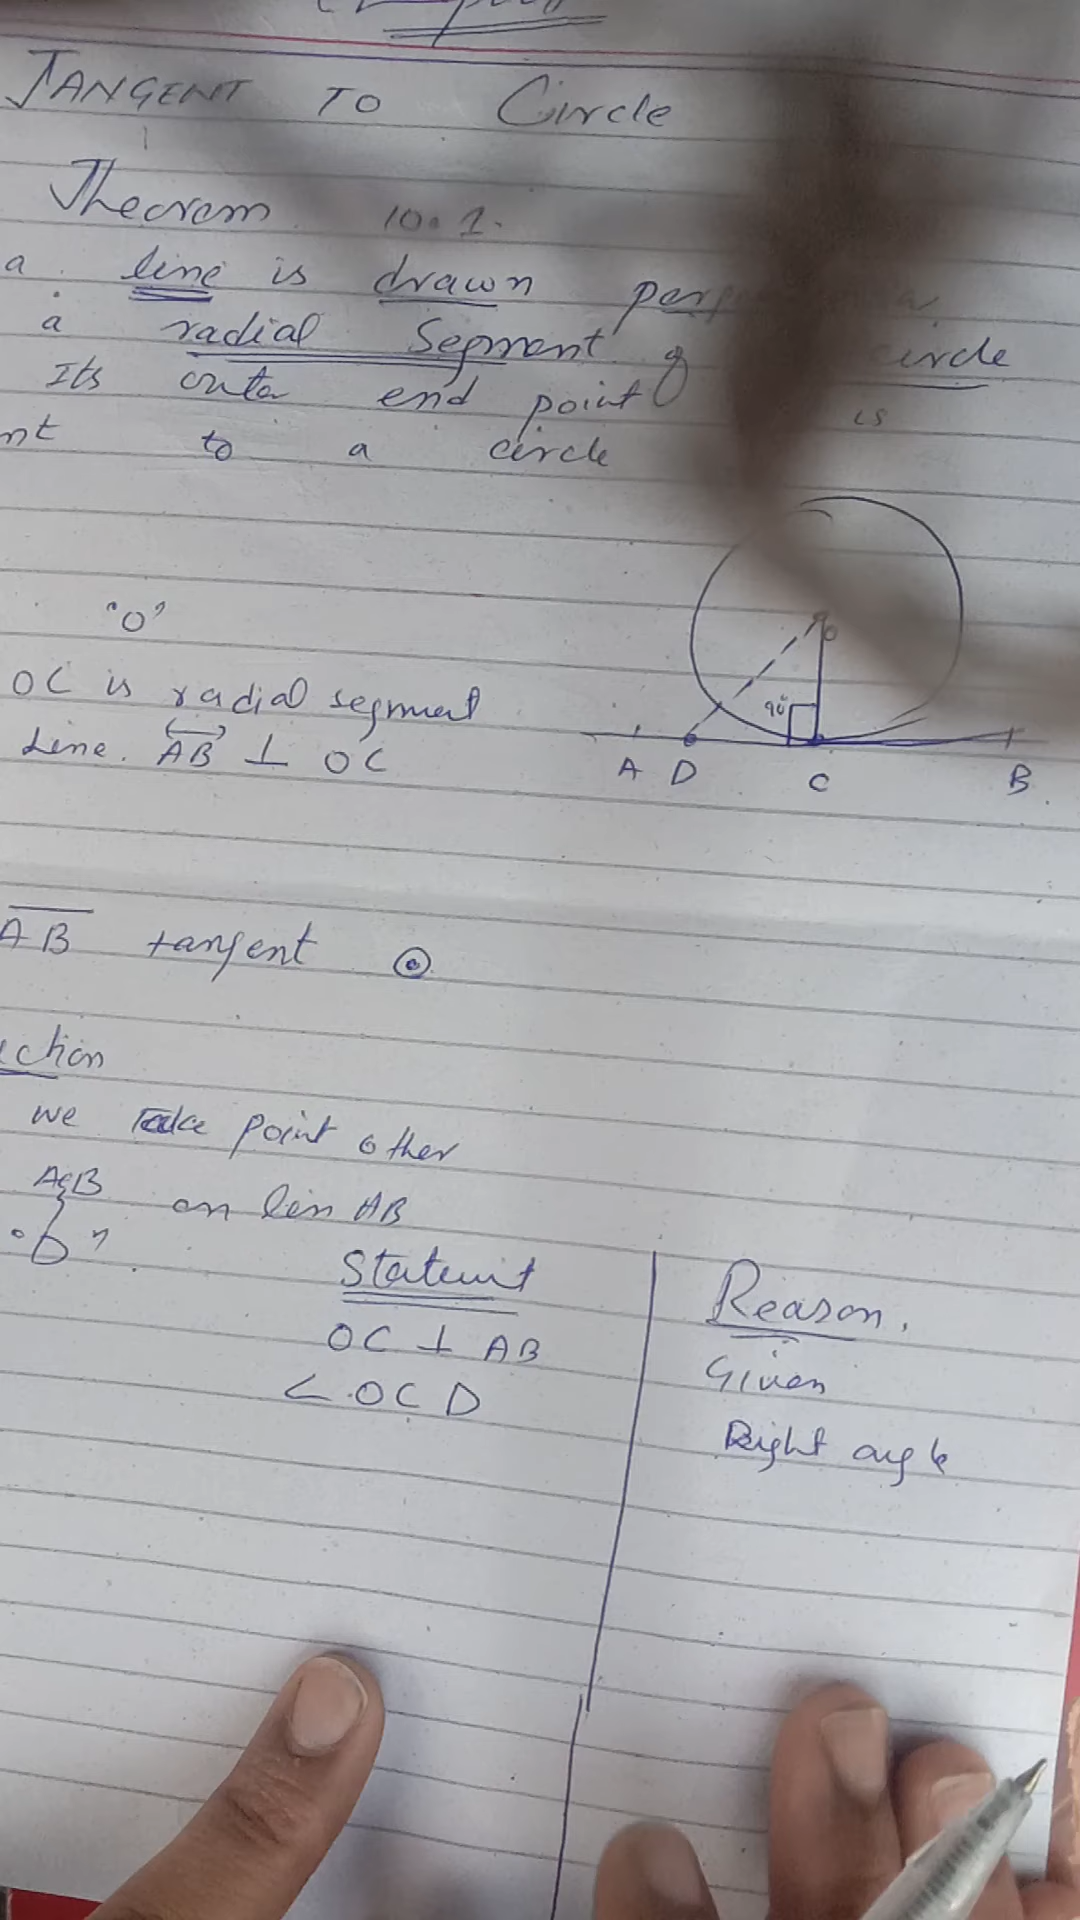 TANGENT TO Circle
Theorem 10.1.
a line is drawn
a radial Segment of circle
Its outer end point is
nt to a circle
"O"
O
90°
OC is radial segment
Line. AB ⊥ OC
A D C B
AB tangent ⊙
ction
we Take point other
A&B on lin AB
"D"
Statemit
Reason.
OC ⊥ AB
Given
< OCD
Right angle